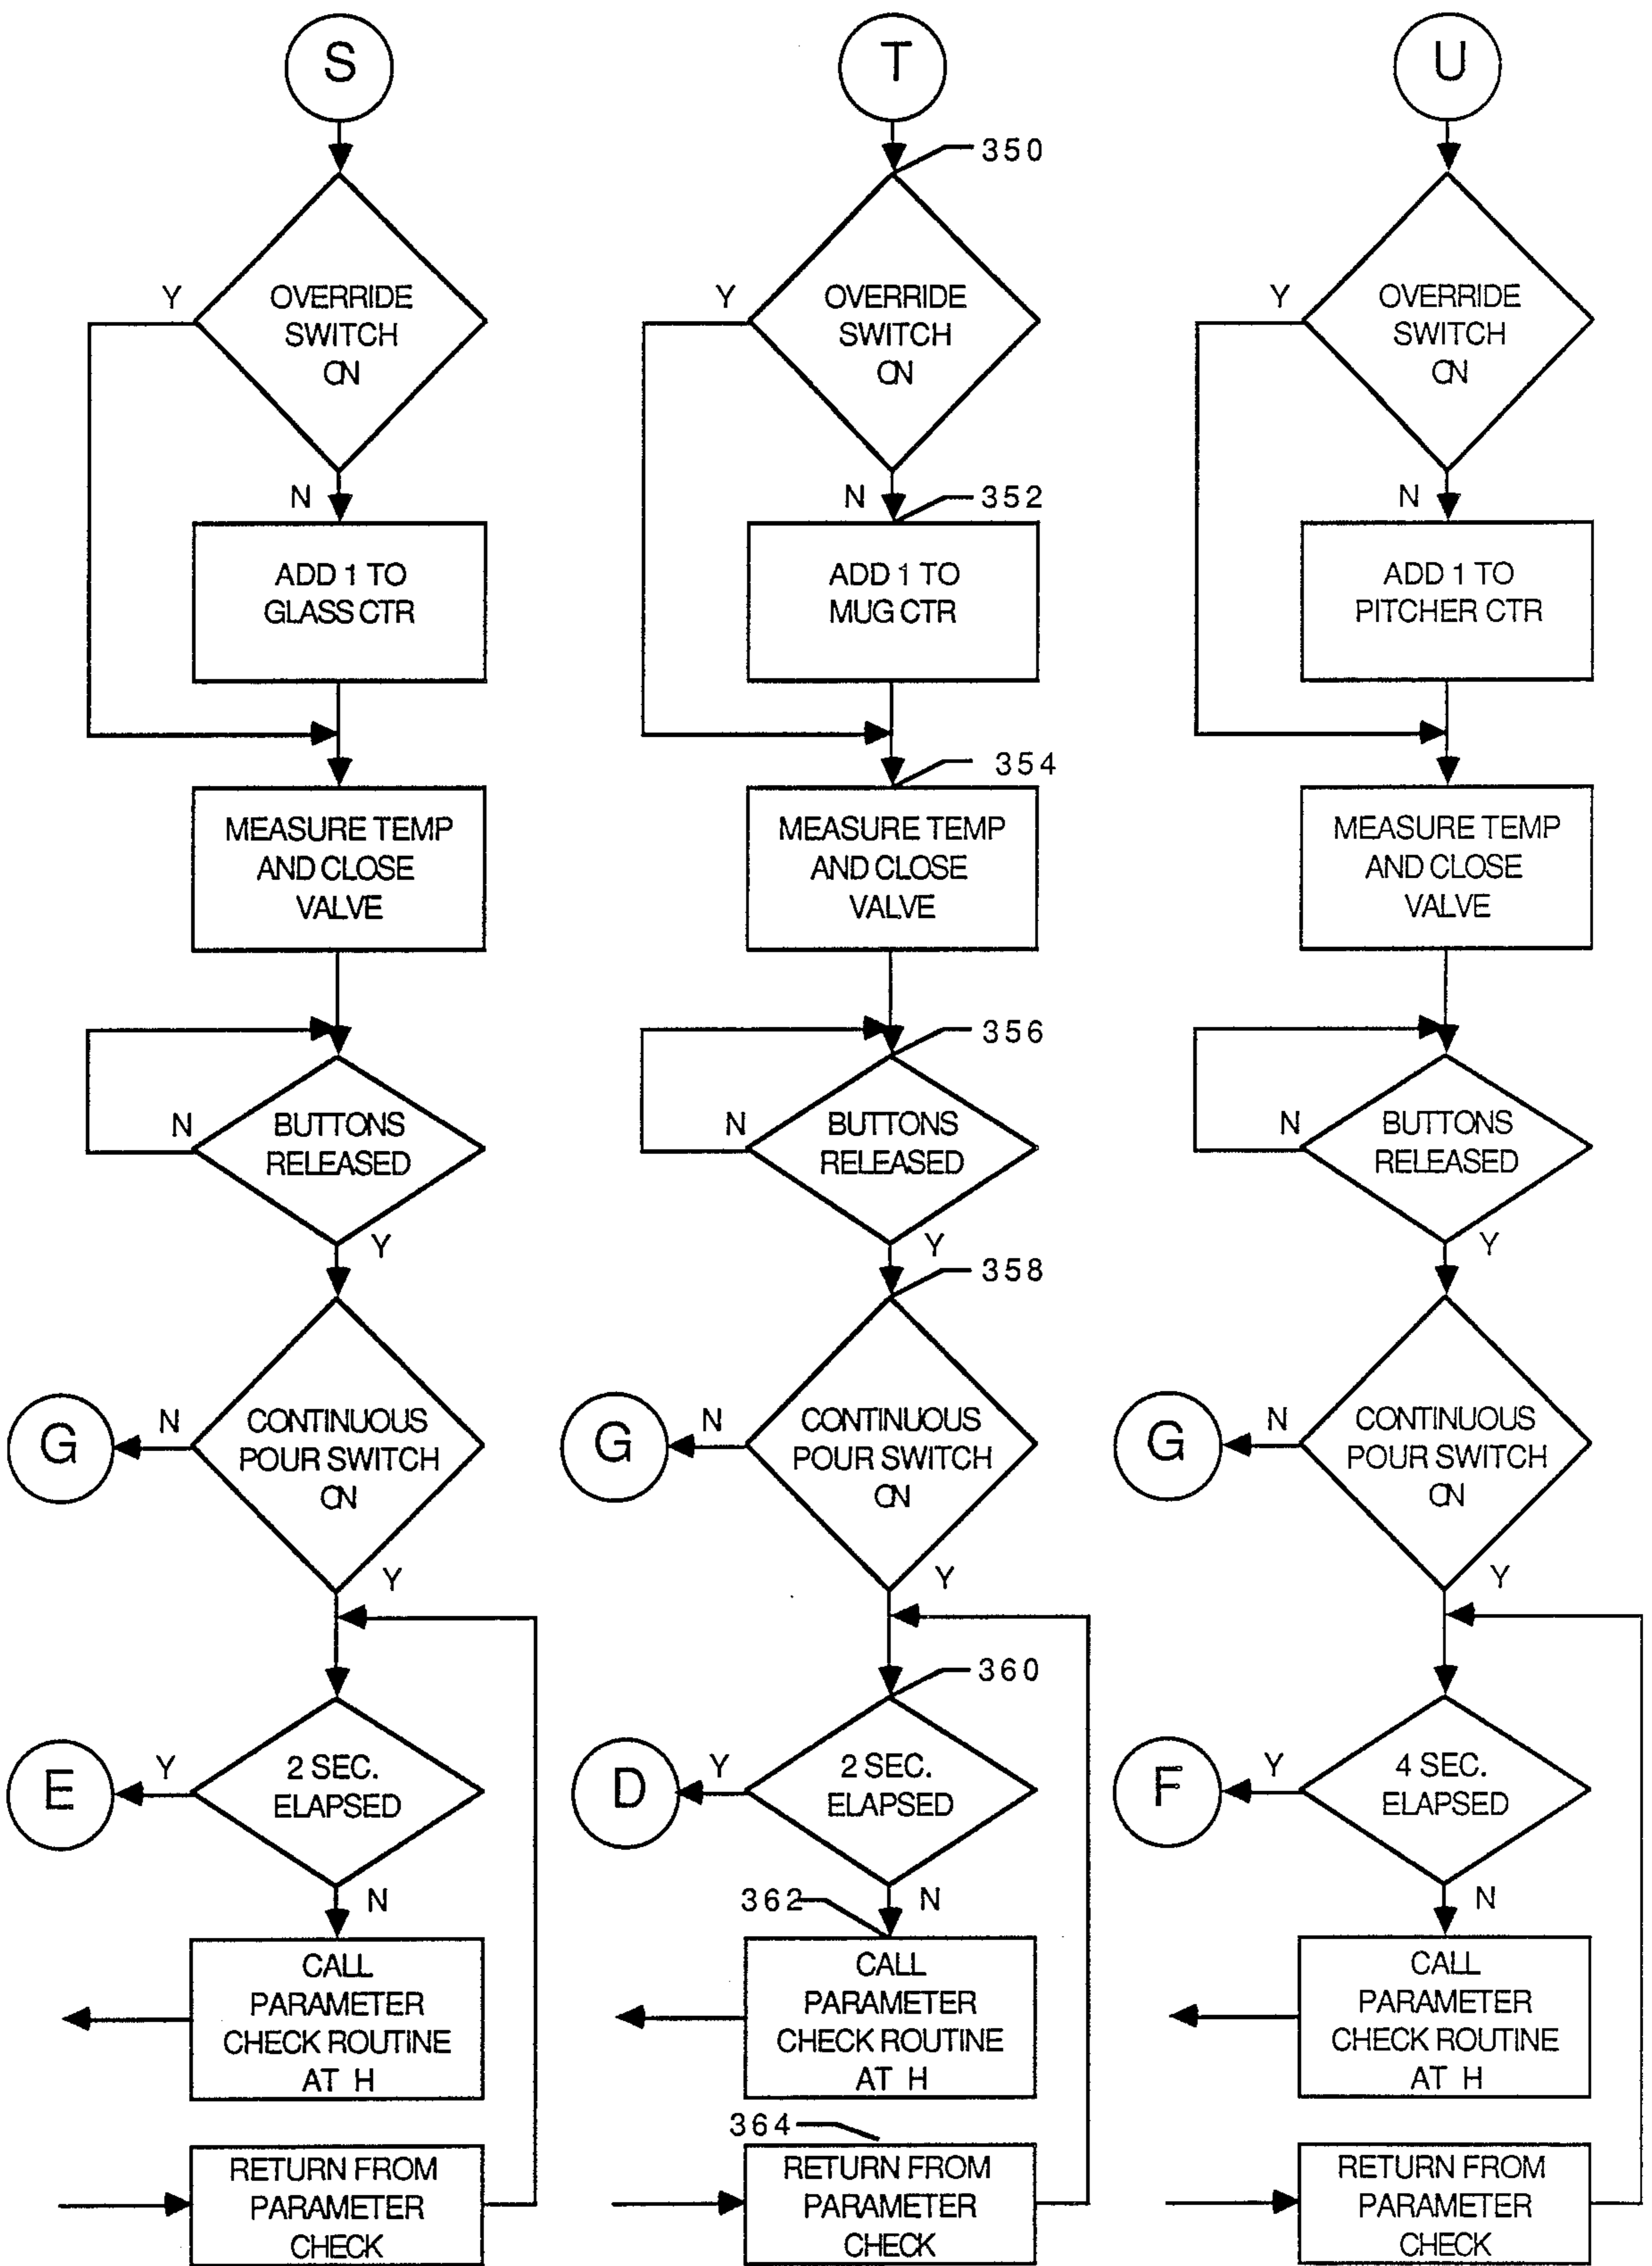 S
Y
OVERRIDE
SWITCH
ON
N
ADD 1 TO
GLASS CTR
MEASURE TEMP
AND CLOSE
VALVE
N
BUTTONS
RELEASED
Y
G
N
CONTINUOUS
POUR SWITCH
ON
Y
E
Y
2 SEC.
ELAPSED
N
CALL
PARAMETER
CHECK ROUTINE
AT H
RETURN FROM
PARAMETER
CHECK
T
350
Y
OVERRIDE
SWITCH
ON
N
352
ADD 1 TO
MUG CTR
354
MEASURE TEMP
AND CLOSE
VALVE
356
N
BUTTONS
RELEASED
Y
358
G
N
CONTINUOUS
POUR SWITCH
ON
Y
360
D
Y
2 SEC.
ELAPSED
362
N
CALL
PARAMETER
CHECK ROUTINE
AT H
364
RETURN FROM
PARAMETER
CHECK
U
Y
OVERRIDE
SWITCH
ON
N
ADD 1 TO
PITCHER CTR
MEASURE TEMP
AND CLOSE
VALVE
N
BUTTONS
RELEASED
Y
G
N
CONTINUOUS
POUR SWITCH
ON
Y
F
Y
4 SEC.
ELAPSED
N
CALL
PARAMETER
CHECK ROUTINE
AT H
RETURN FROM
PARAMETER
CHECK